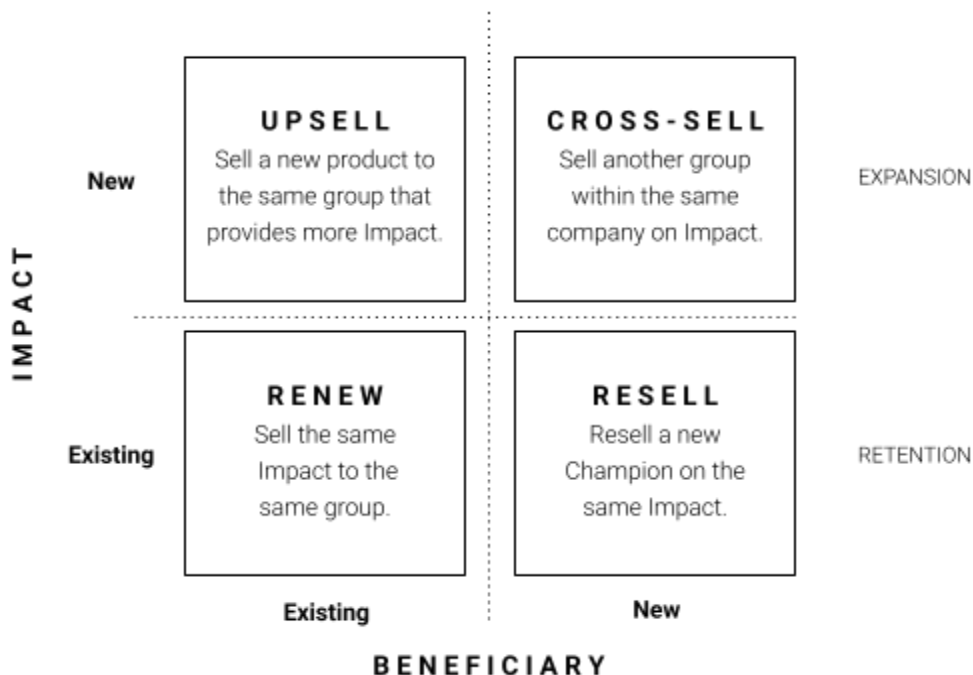 UPSELL
Sell a new product to
the same group that
provides more Impact.
CROSS-SELL
Sell another group
within the same
company on Impact.
New
EXPANSION
IMPACT
RENEW
Sell the same
Impact to the
same group.
RESELL
Resell a new
Champion on the
same Impact.
Existing
RETENTION
Existing
New
BENEFICIARY